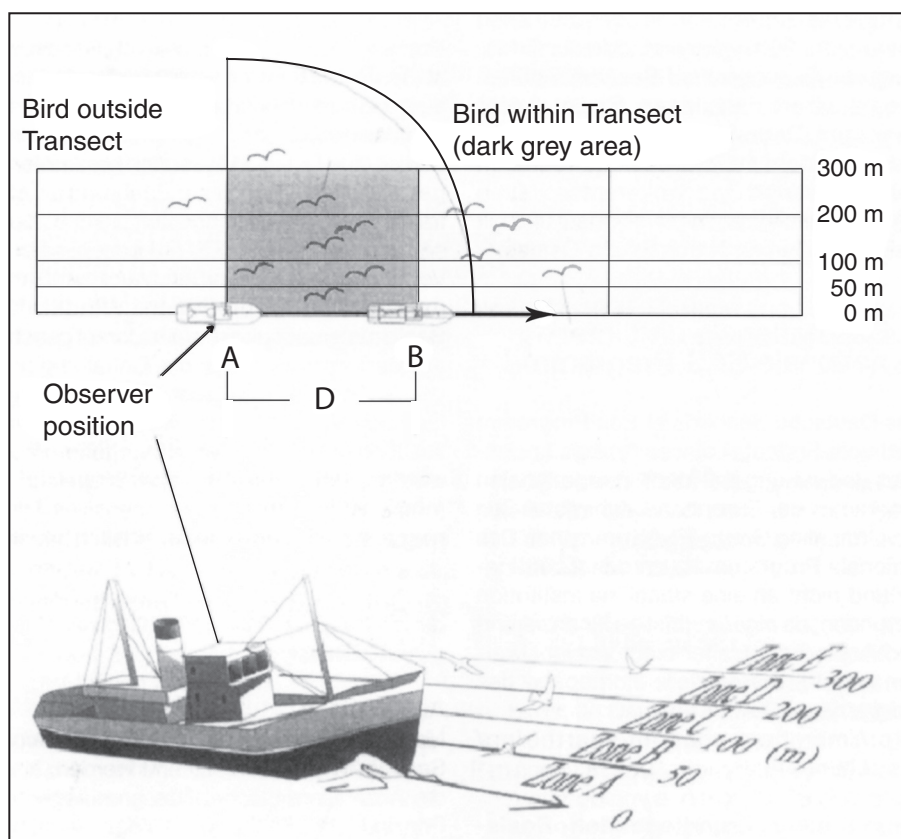 Bird outside
Transect
Bird within Transect
(dark grey area)
300 m
200 m
100 m
50 m
0 m
A
B
D
Observer
position
Zone E
300
Zone D
200
Zone C
100 (m)
Zone B
50
Zone A
0